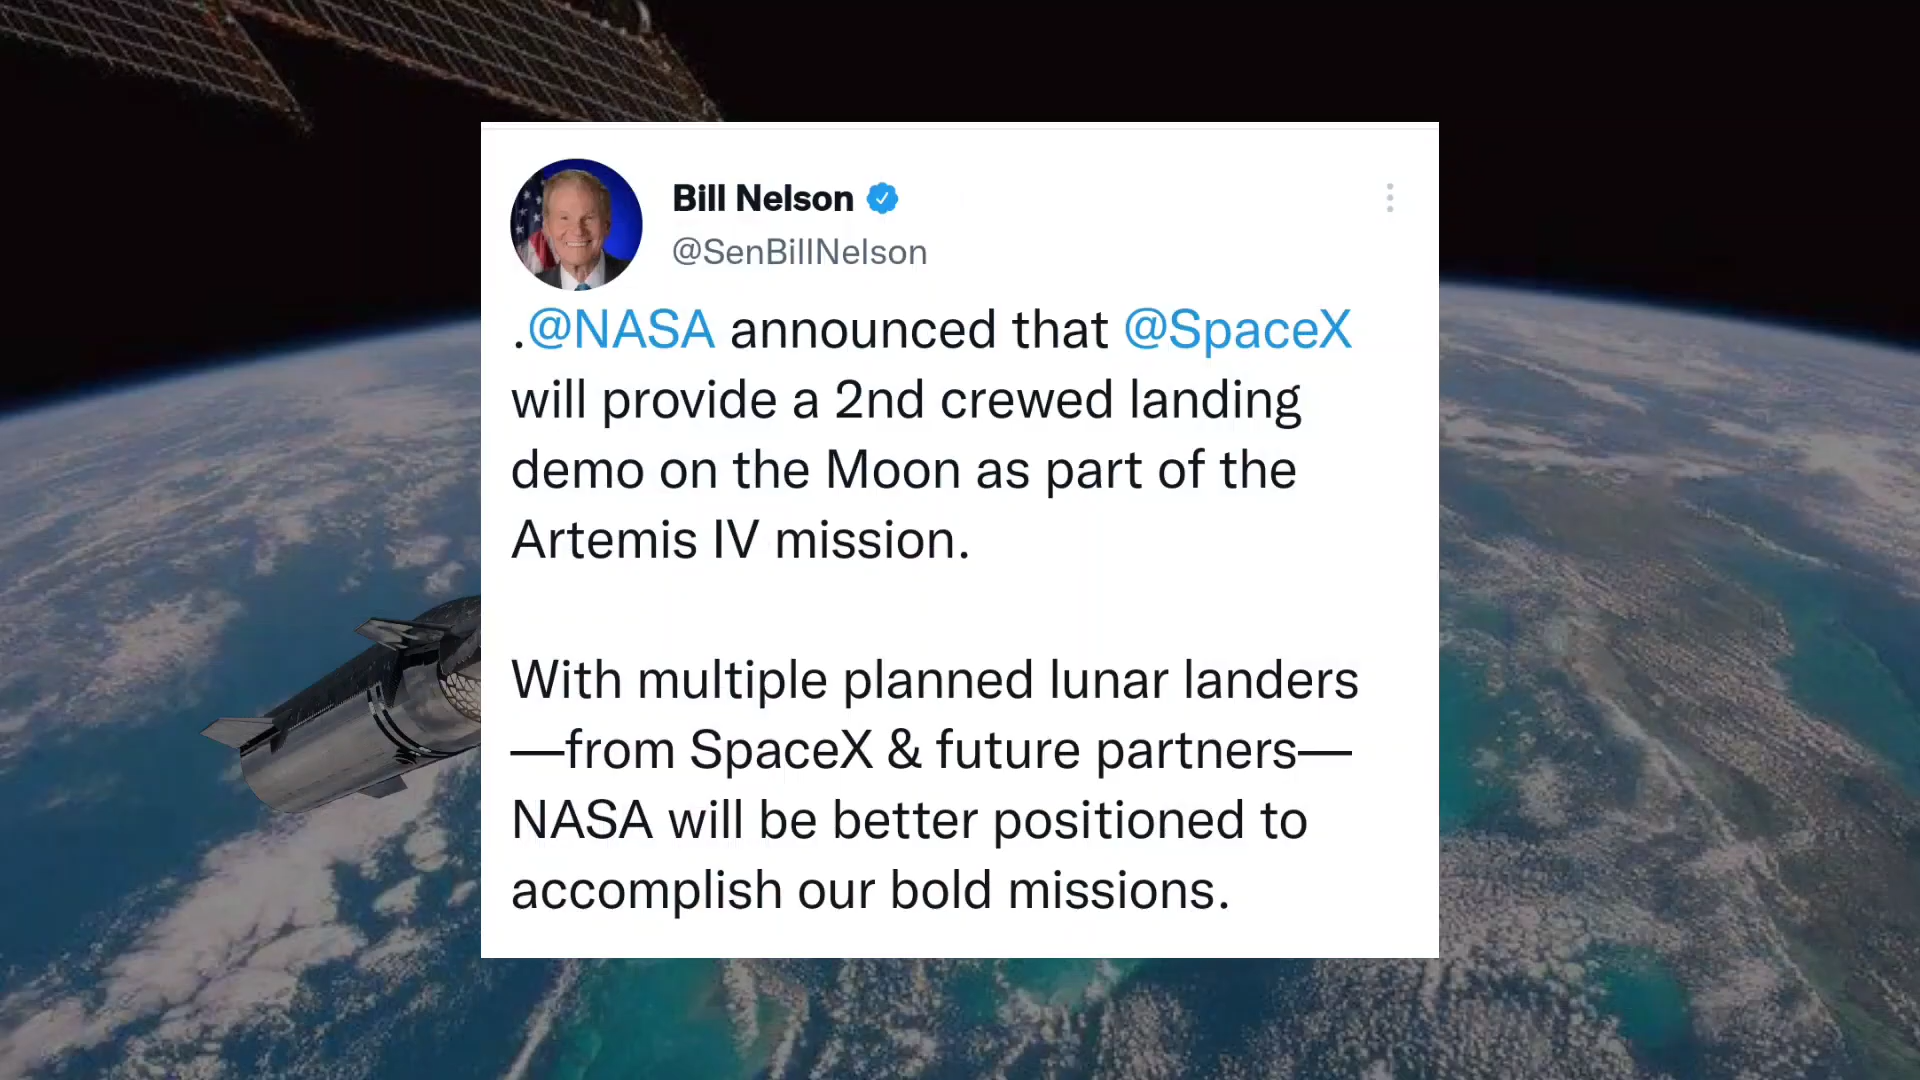 Bill Nelson
@SenBillNelson
.@NASA announced that @SpaceX
will provide a 2nd crewed landing
demo on the Moon as part of the
Artemis IV mission.
With multiple planned lunar landers
—from SpaceX & future partners—
NASA will be better positioned to
accomplish our bold missions.